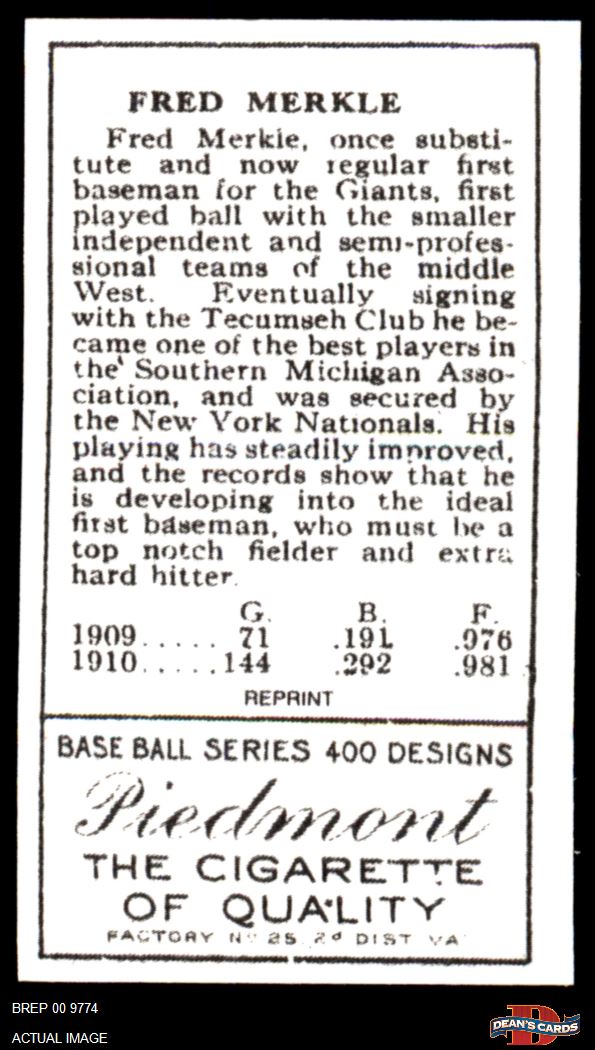 FRED MERKLE
Fred Merkle, once substi-
tute and now regular first
baseman for the Giants, first
played ball with the smaller
independent and semi-profes-
sional teams of the middle
West. Eventually signing
with the Tecumseh Club he be-
came one of the best players in
the Southern Michigan Asso-
ciation, and was secured by
the New York Nationals. His
playing has steadily improved,
and the records show that he
is developing into the ideal
first baseman, who must be a
top notch fielder and extra
hard hitter.
G. B. F.
1909...... 71 .191 .976
1910......144 .292 .981
REPRINT
BASE BALL SERIES 400 DESIGNS
Piedmont
THE CIGARETTE
OF QUALITY
FACTORY No 25, 2d DIST VA
BREP 00 9774
ACTUAL IMAGE
D
DEAN'S CARDS